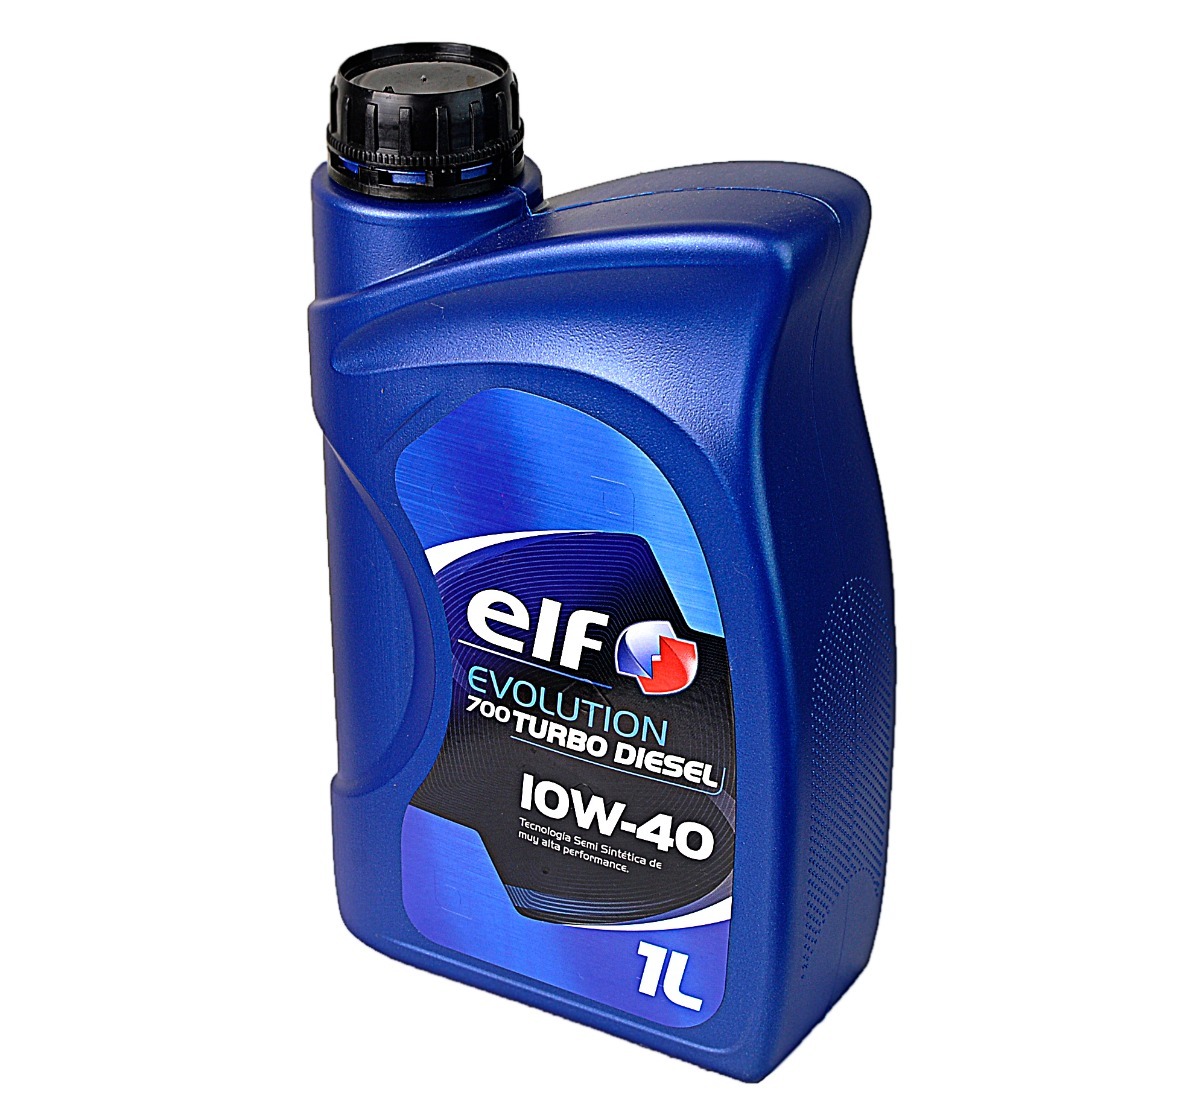 elf
EVOLUTION
700 TURBO DIESEL
10W-40
Tecnología Semi Sintética de
muy alta performance.
1L